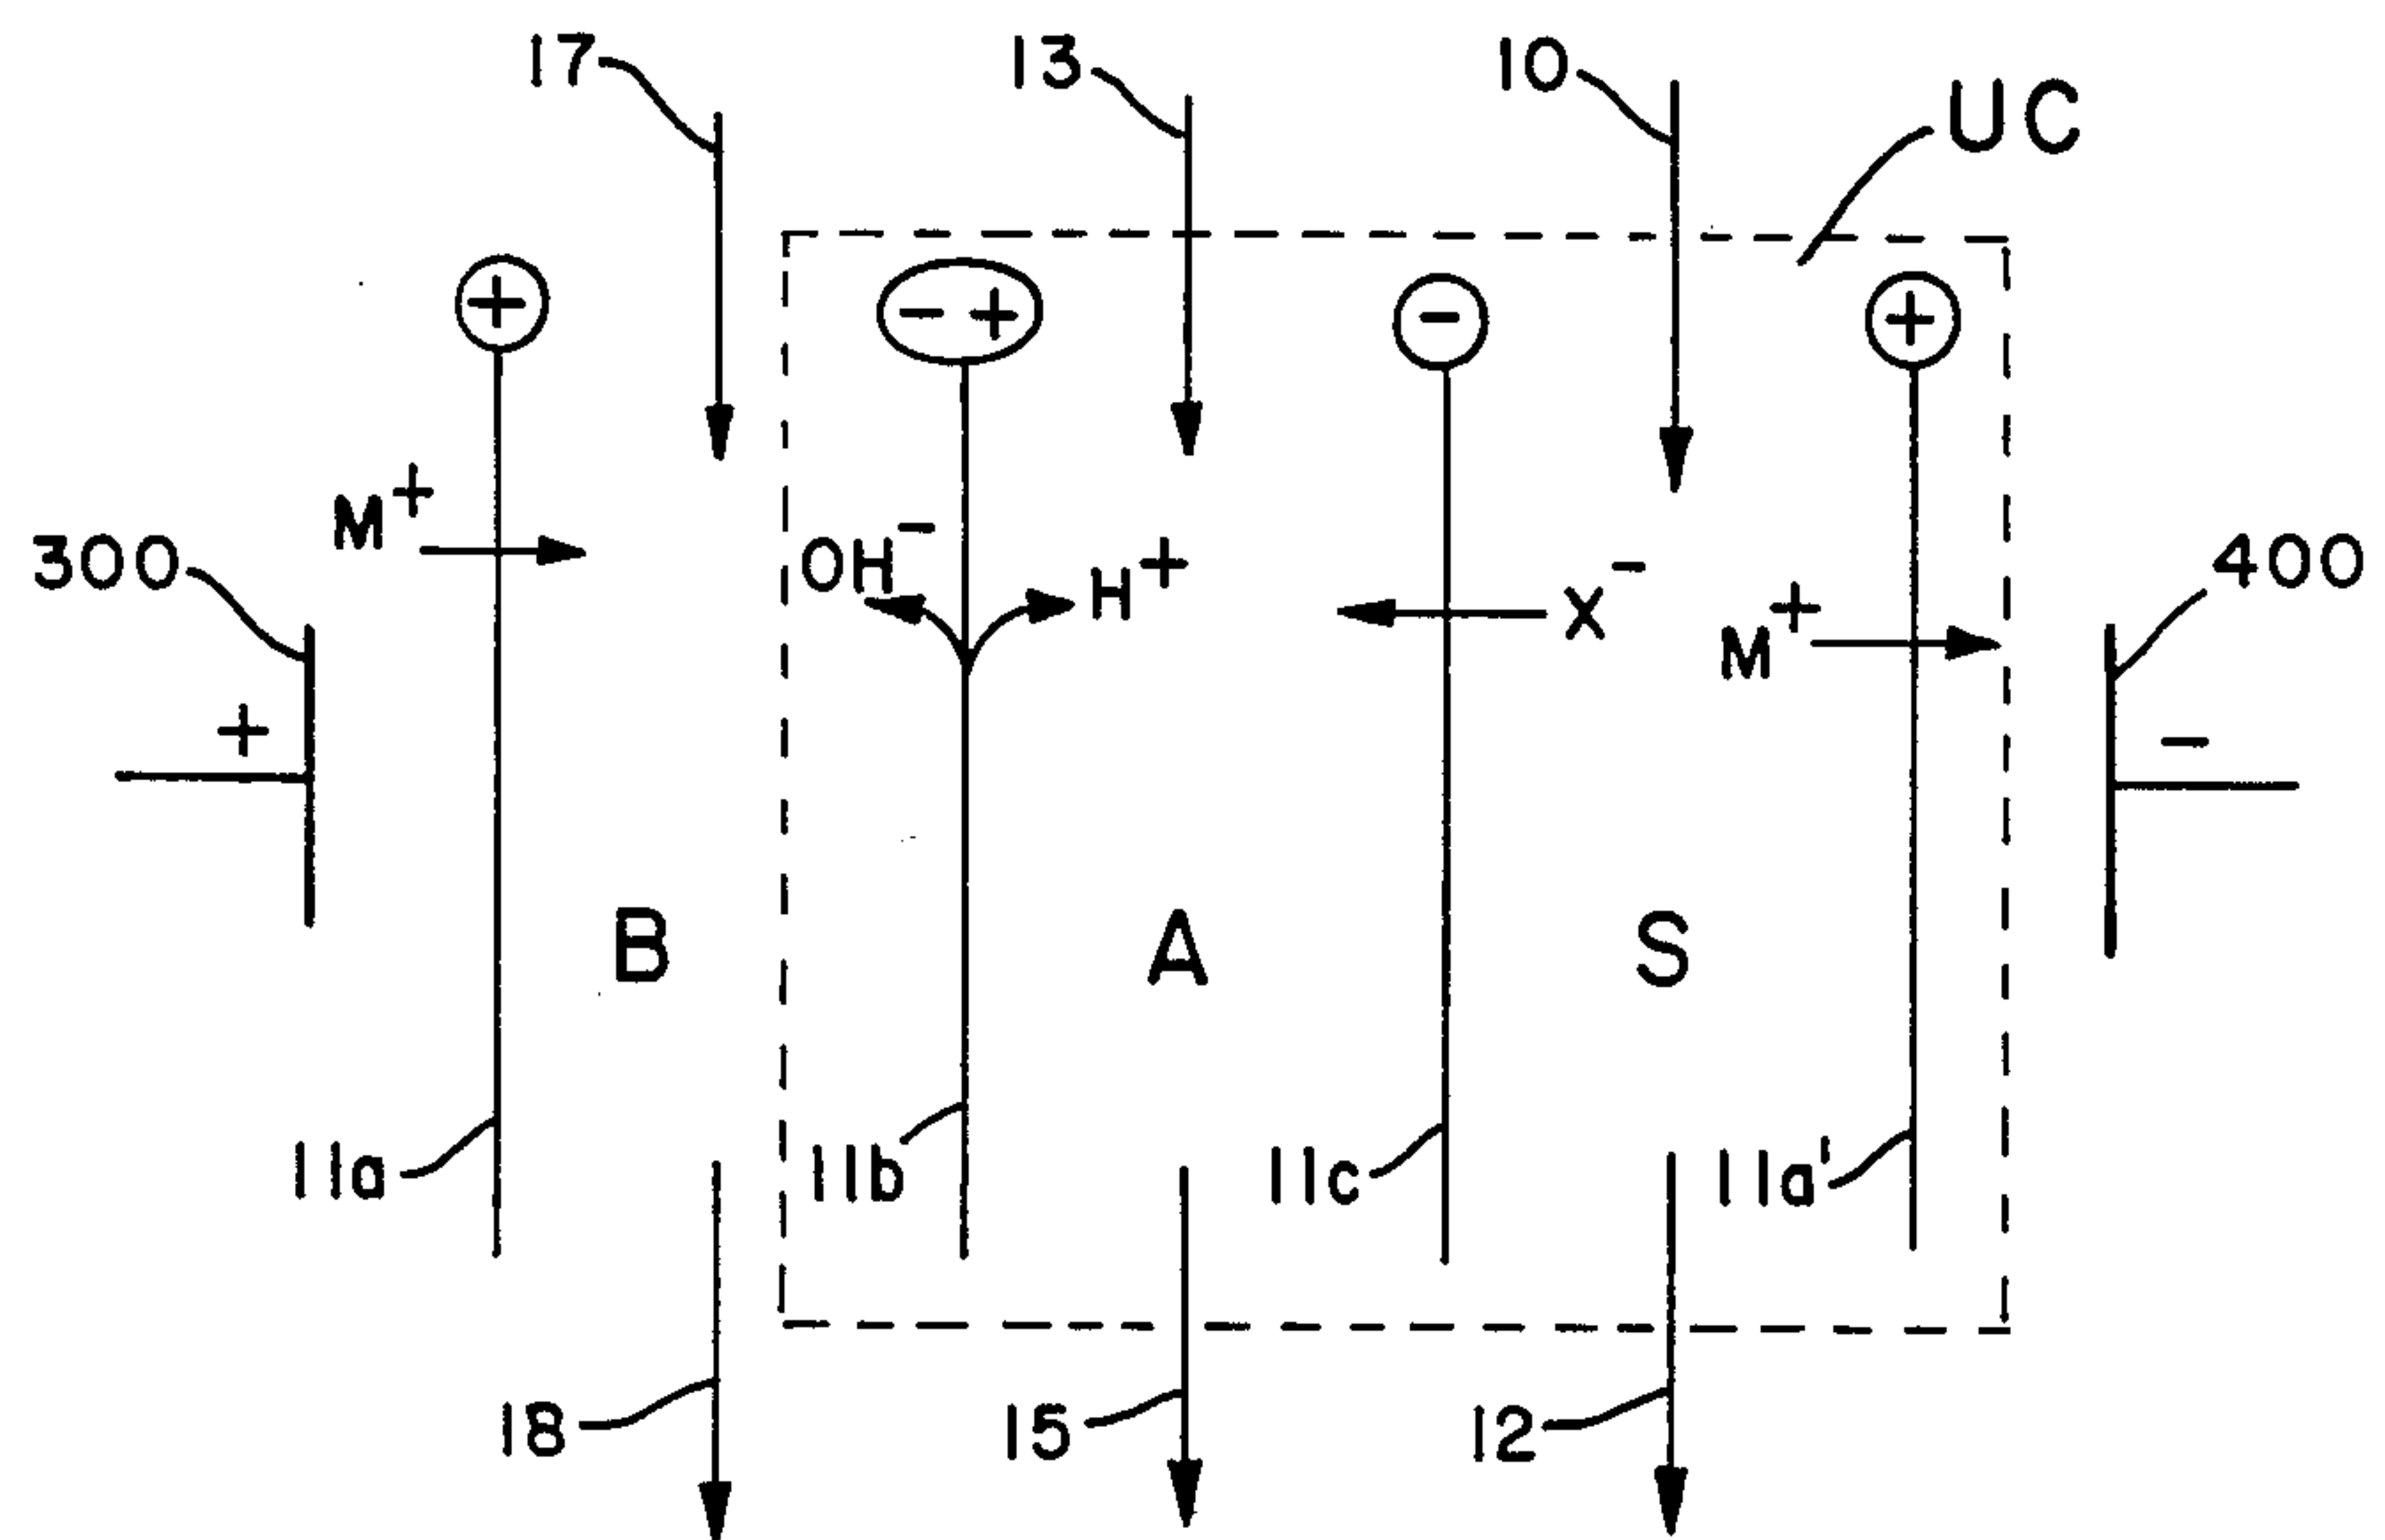 17
13
10
UC
+
- +
-
+
M+
OH-
H+
X-
M+
300
400
+
-
B
A
S
11a
11b
11c
11a'
18
15
12